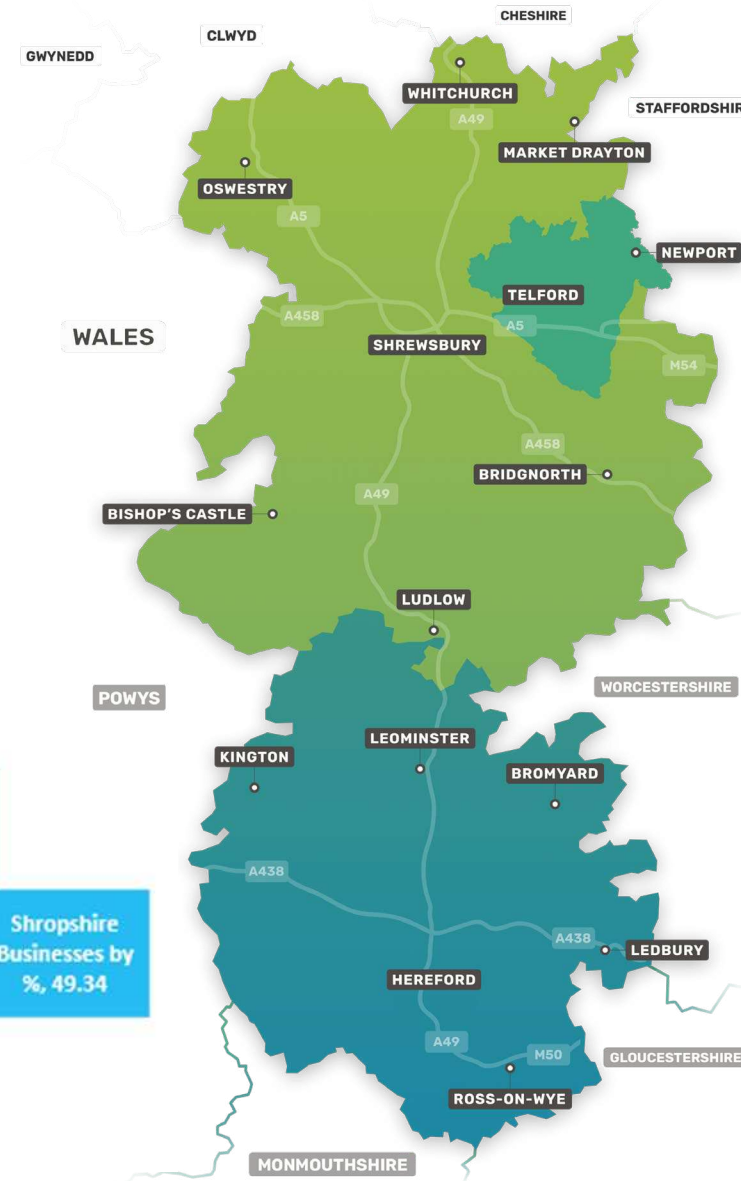 CHESHIRE
CLWYD
GWYNEDD
WHITCHURCH
STAFFORDSHIR
A49
MARKET DRAYTON
OSWESTRY
A5
NEWPORT
TELFORD
A458
A5
WALES
SHREWSBURY
M54
A458
BRIDGNORTH
A49
BISHOP'S CASTLE
LUDLOW
WORCESTERSHIRE
POWYS
LEOMINSTER
KINGTON
BROMYARD
A438
Shropshire
Businesses by
%, 49.34
A438
LEDBURY
HEREFORD
A49
M50
GLOUCESTERSHIRE
ROSS-ON-WYE
MONMOUTHSHIRE